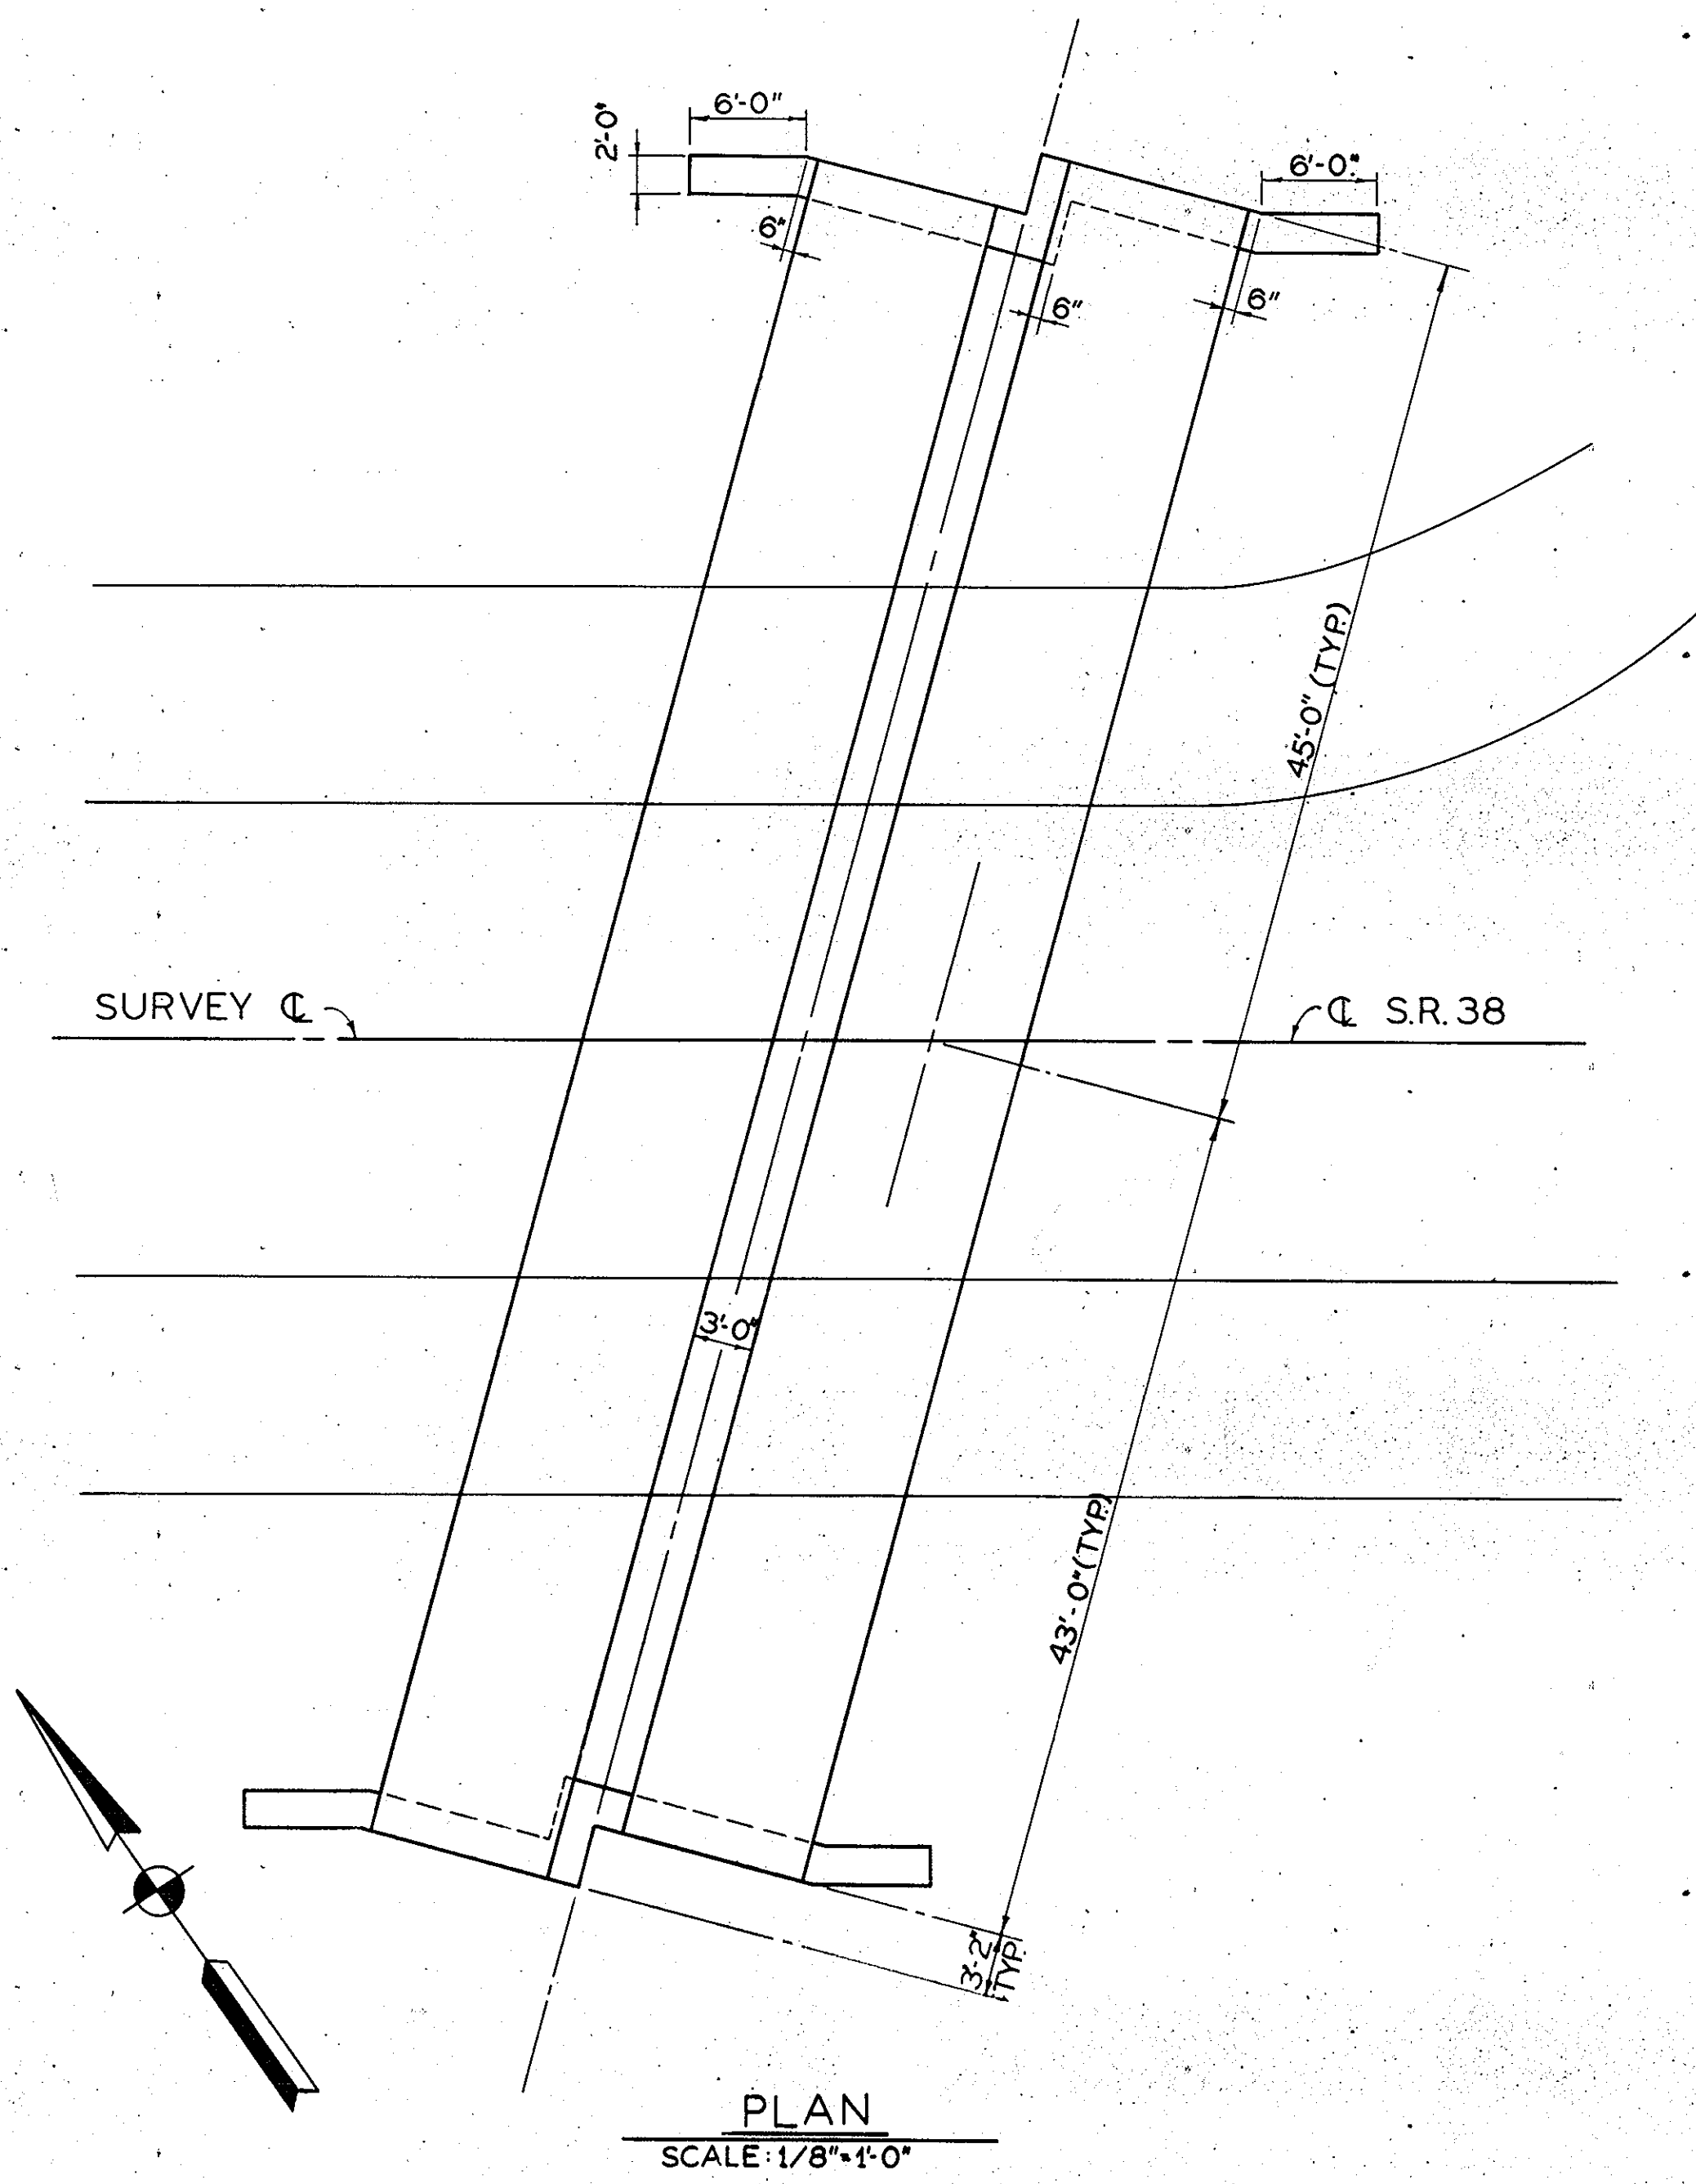 6'-0"
2'-0"
6'-0"
6"
6"
6"
45'-0" (TYP.)
SURVEY ℄
℄ S.R. 38
3'-0"
43'-0" (TYP.)
3'-2"
TYP.
PLAN
SCALE: 1/8"=1'-0"